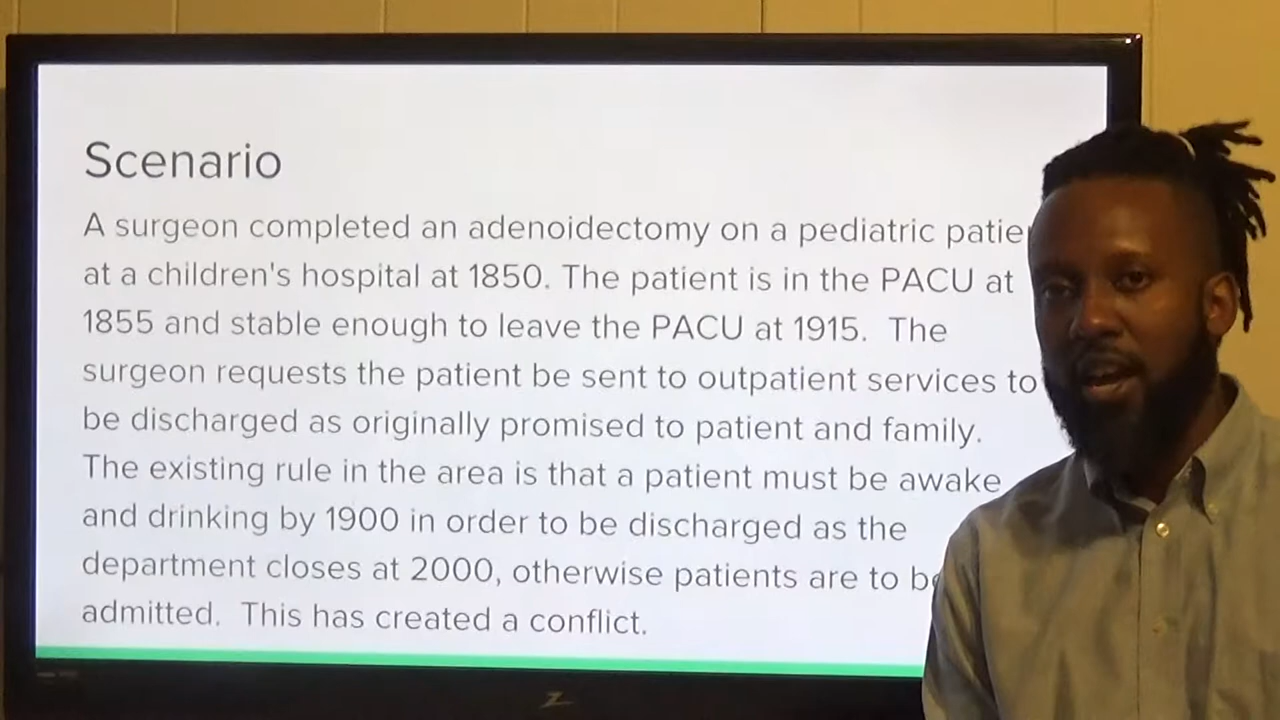 Scenario
A surgeon completed an adenoidectomy on a pediatric
at a children's hospital at 1850. The patient is in the PACU at
1855 and stable enough to leave the PACU at 1915. The
surgeon requests the patient be sent to outpatient services to
be discharged as originally promised to patient and family.
The existing rule in the area is that a patient must be awake
and drinking by 1900 in order to be discharged as the
department closes at 2000, otherwise patients are to be
admitted. This has created a conflict.
Z